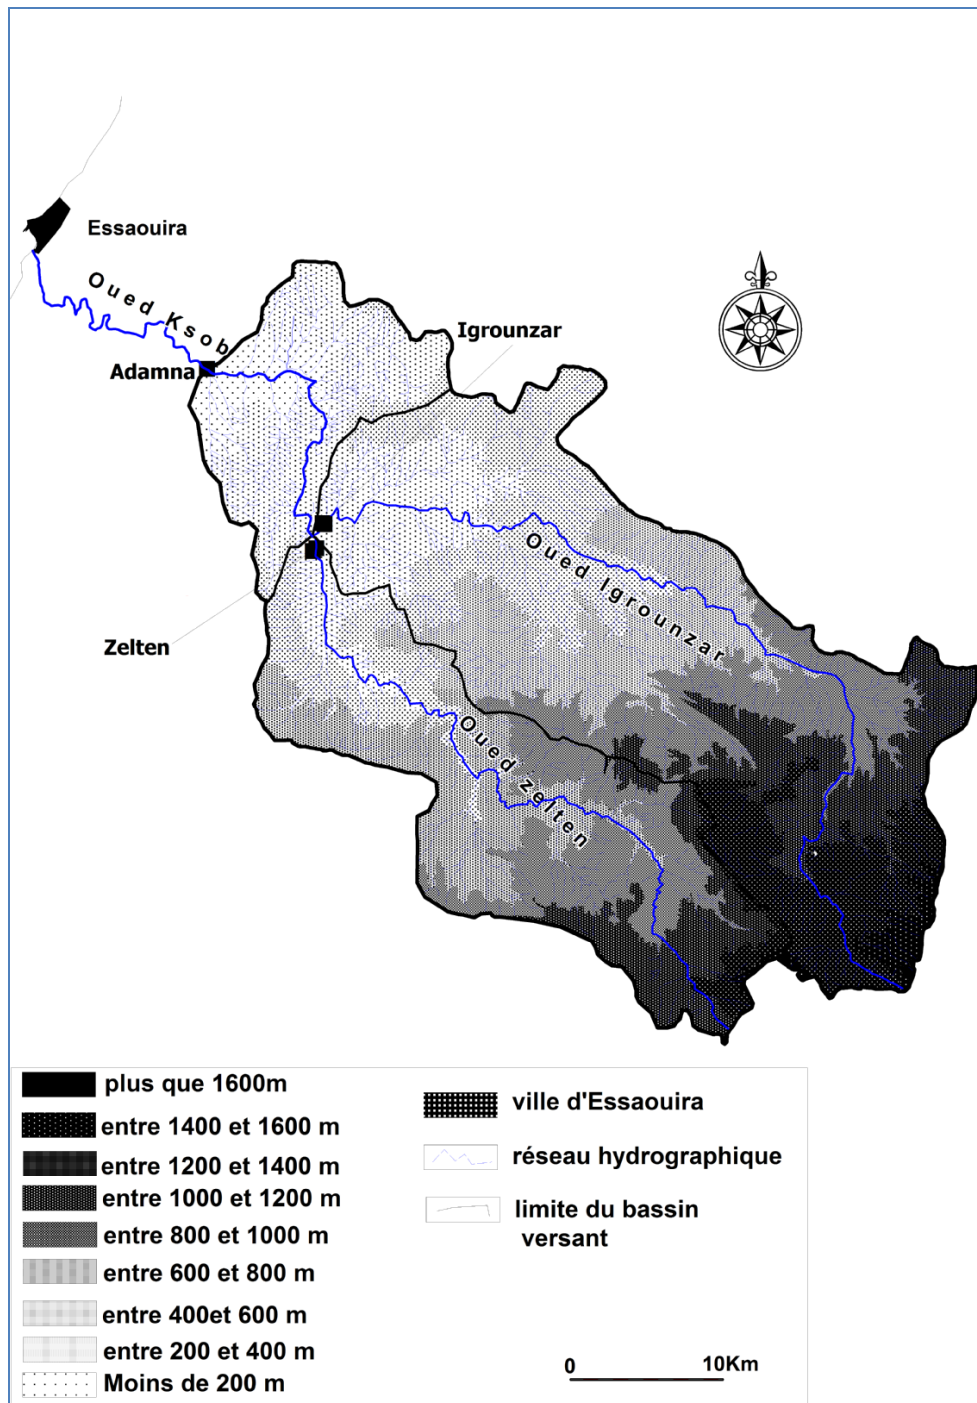 Essaouira
Oued Ksob
Igrounzar
Adamna
Oued Igrounzar
Zelten
Oued zelten
plus que 1600m
entre 1400 et 1600 m
entre 1200 et 1400 m
entre 1000 et 1200 m
entre 800 et 1000 m
entre 600 et 800 m
entre 400et 600 m
entre 200 et 400 m
Moins de 200 m
ville d'Essaouira
réseau hydrographique
limite du bassin
versant
0 10Km